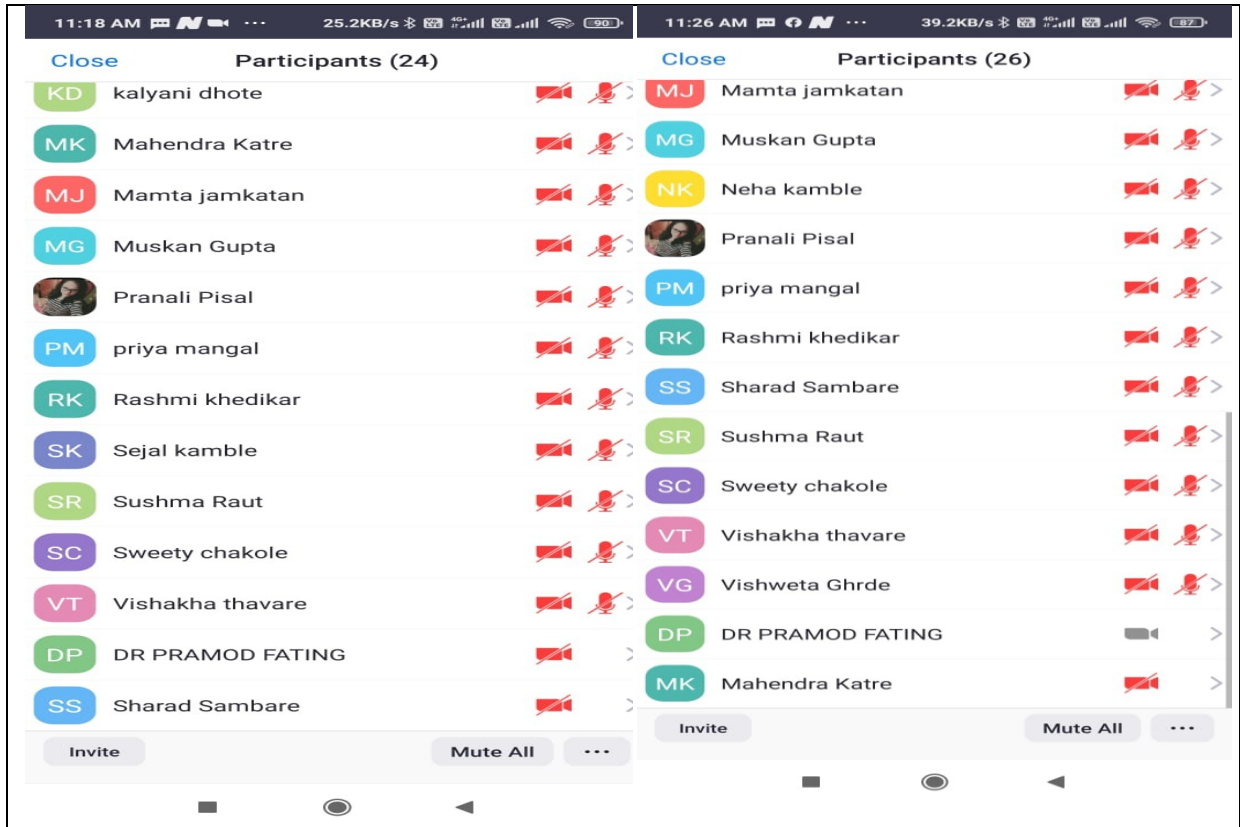 11:18 AM ... 25.2KB/s 4G+ 90
Close Participants (24)
KD kalyani dhote
MK Mahendra Katre
MJ Mamta jamkatan
MG Muskan Gupta
Pranali Pisal
PM priya mangal
RK Rashmi khedikar
SK Sejal kamble
SR Sushma Raut
SC Sweety chakole
VT Vishakha thavare
DP DR PRAMOD FATING
SS Sharad Sambare
Invite Mute All ...
11:26 AM ... 39.2KB/s 4G+ 87
Close Participants (26)
MJ Mamta jamkatan
MG Muskan Gupta
NK Neha kamble
Pranali Pisal
PM priya mangal
RK Rashmi khedikar
SS Sharad Sambare
SR Sushma Raut
SC Sweety chakole
VT Vishakha thavare
VG Vishweta Ghrde
DP DR PRAMOD FATING
MK Mahendra Katre
Invite Mute All ...